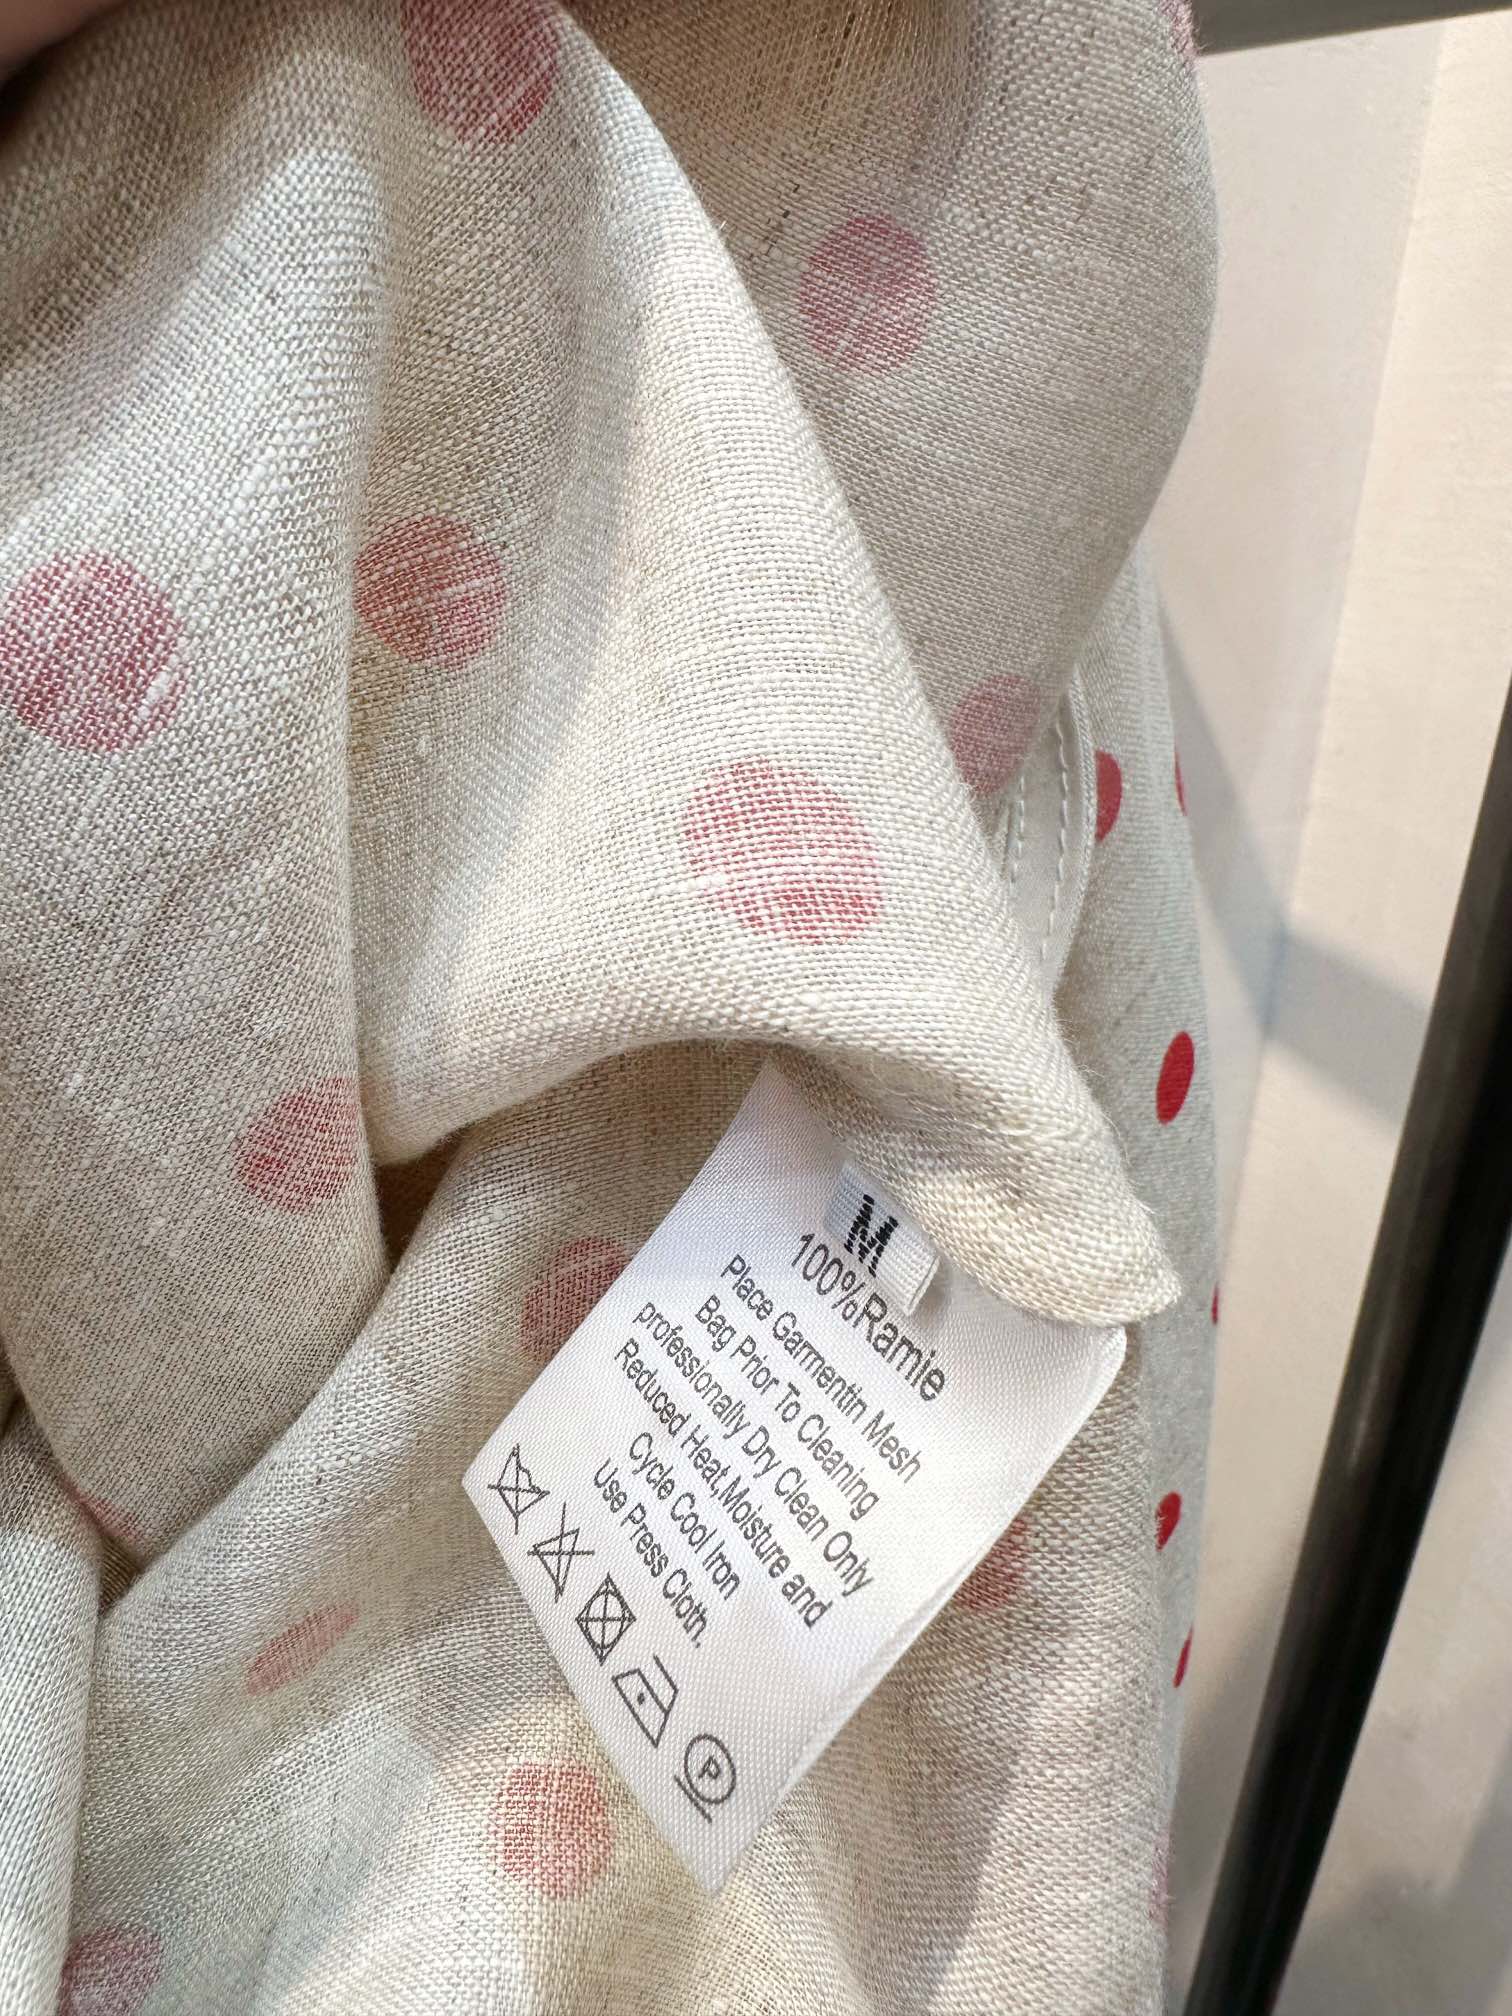 M
100%Ramie
Place Garmentin Mesh
Bag Prior To Cleaning
professionally Dry Clean Only
Reduced Heat,Moisture and
Cycle Cool Iron
Use Press Cloth.
P